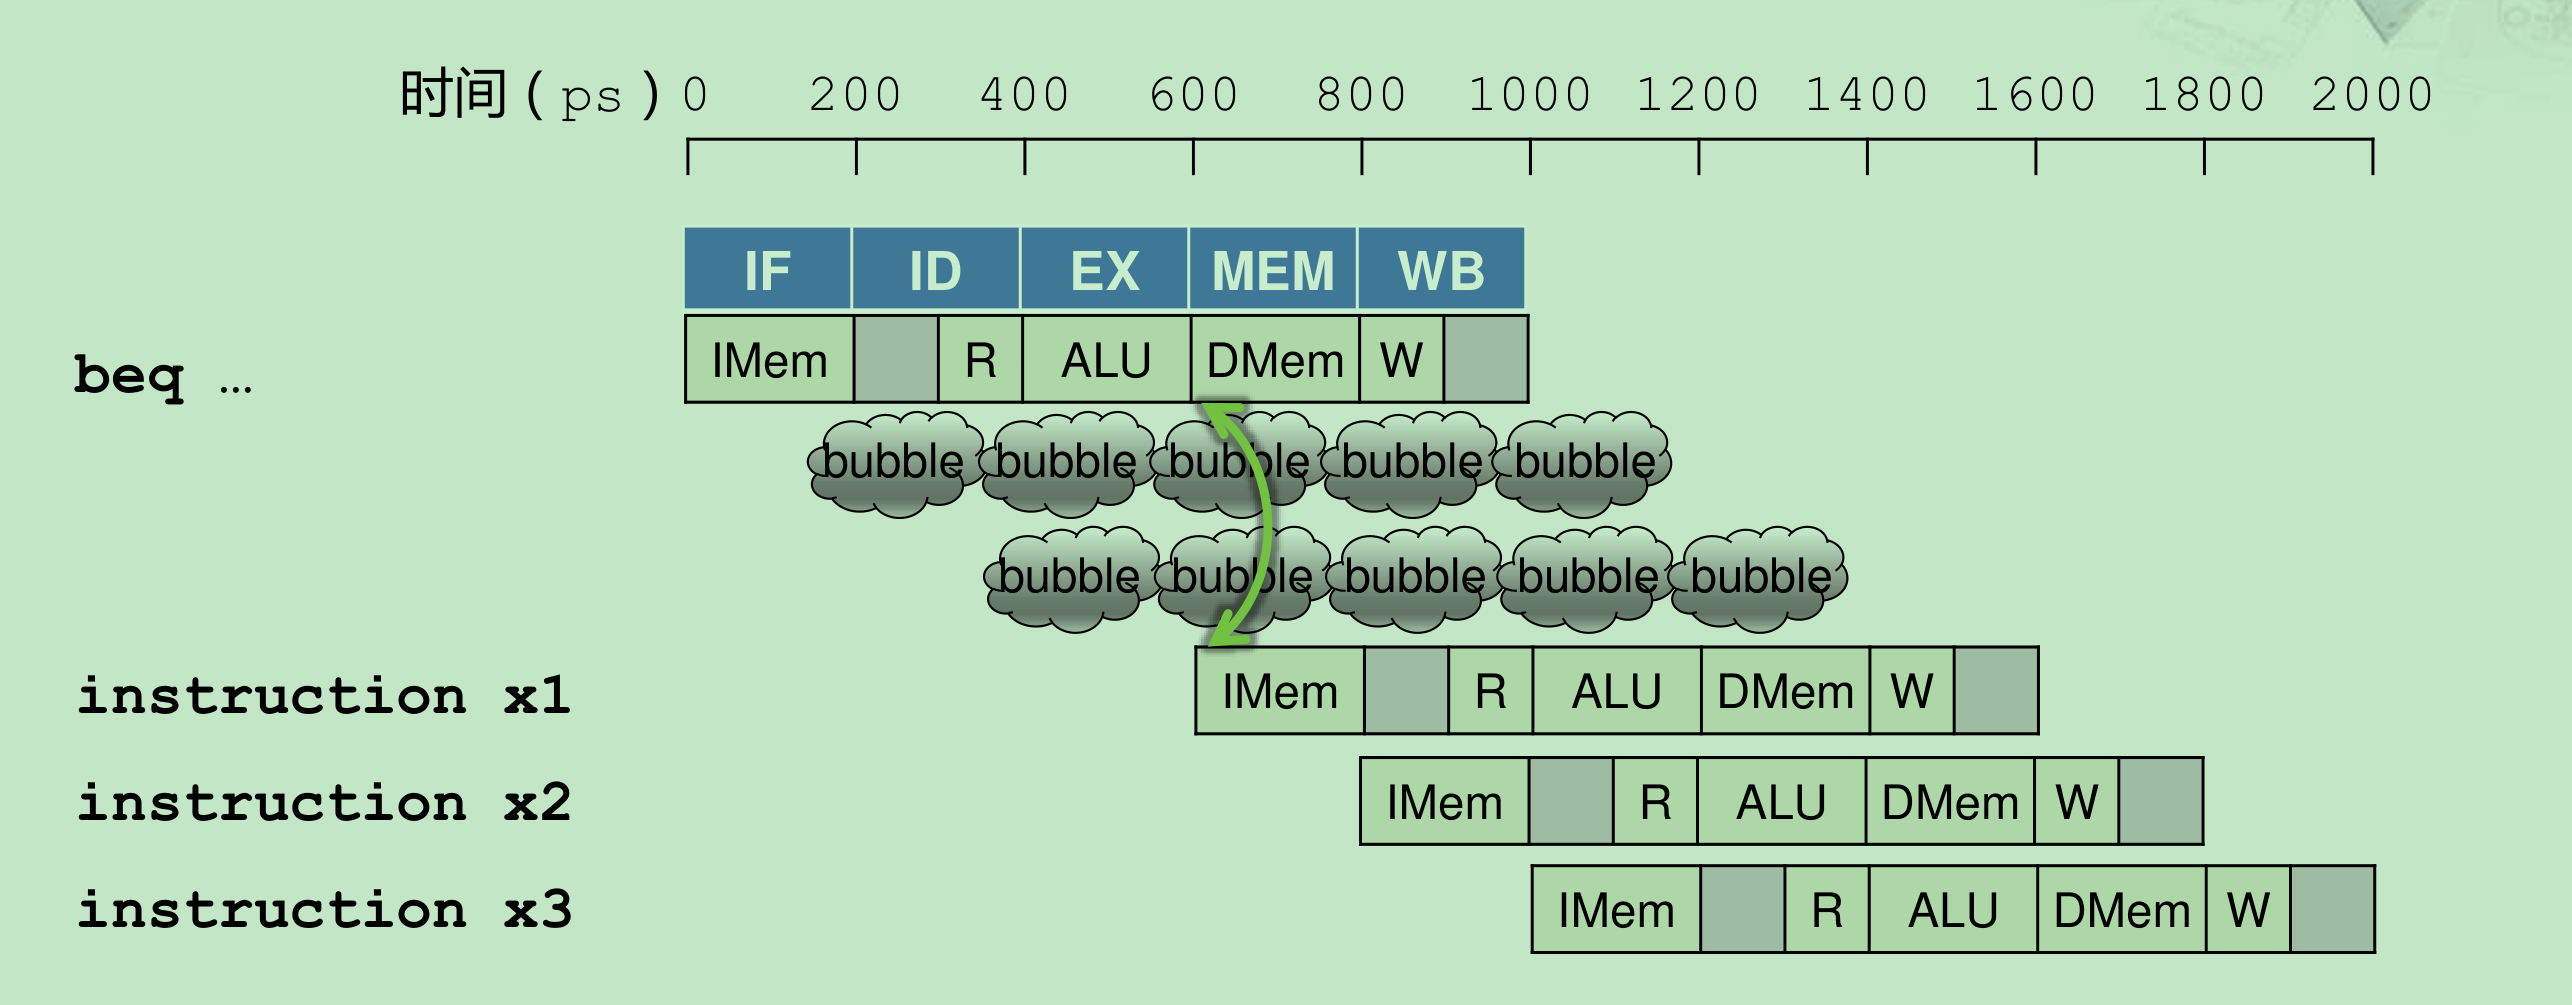 时间(ps) 0 200 400 600 800 1000 1200 1400 1600 1800 2000
IF ID EX MEM WB
beq … IMem R ALU DMem W
bubble bubble bubble bubble bubble
bubble bubble bubble bubble bubble
instruction x1 IMem R ALU DMem W
instruction x2 IMem R ALU DMem W
instruction x3 IMem R ALU DMem W